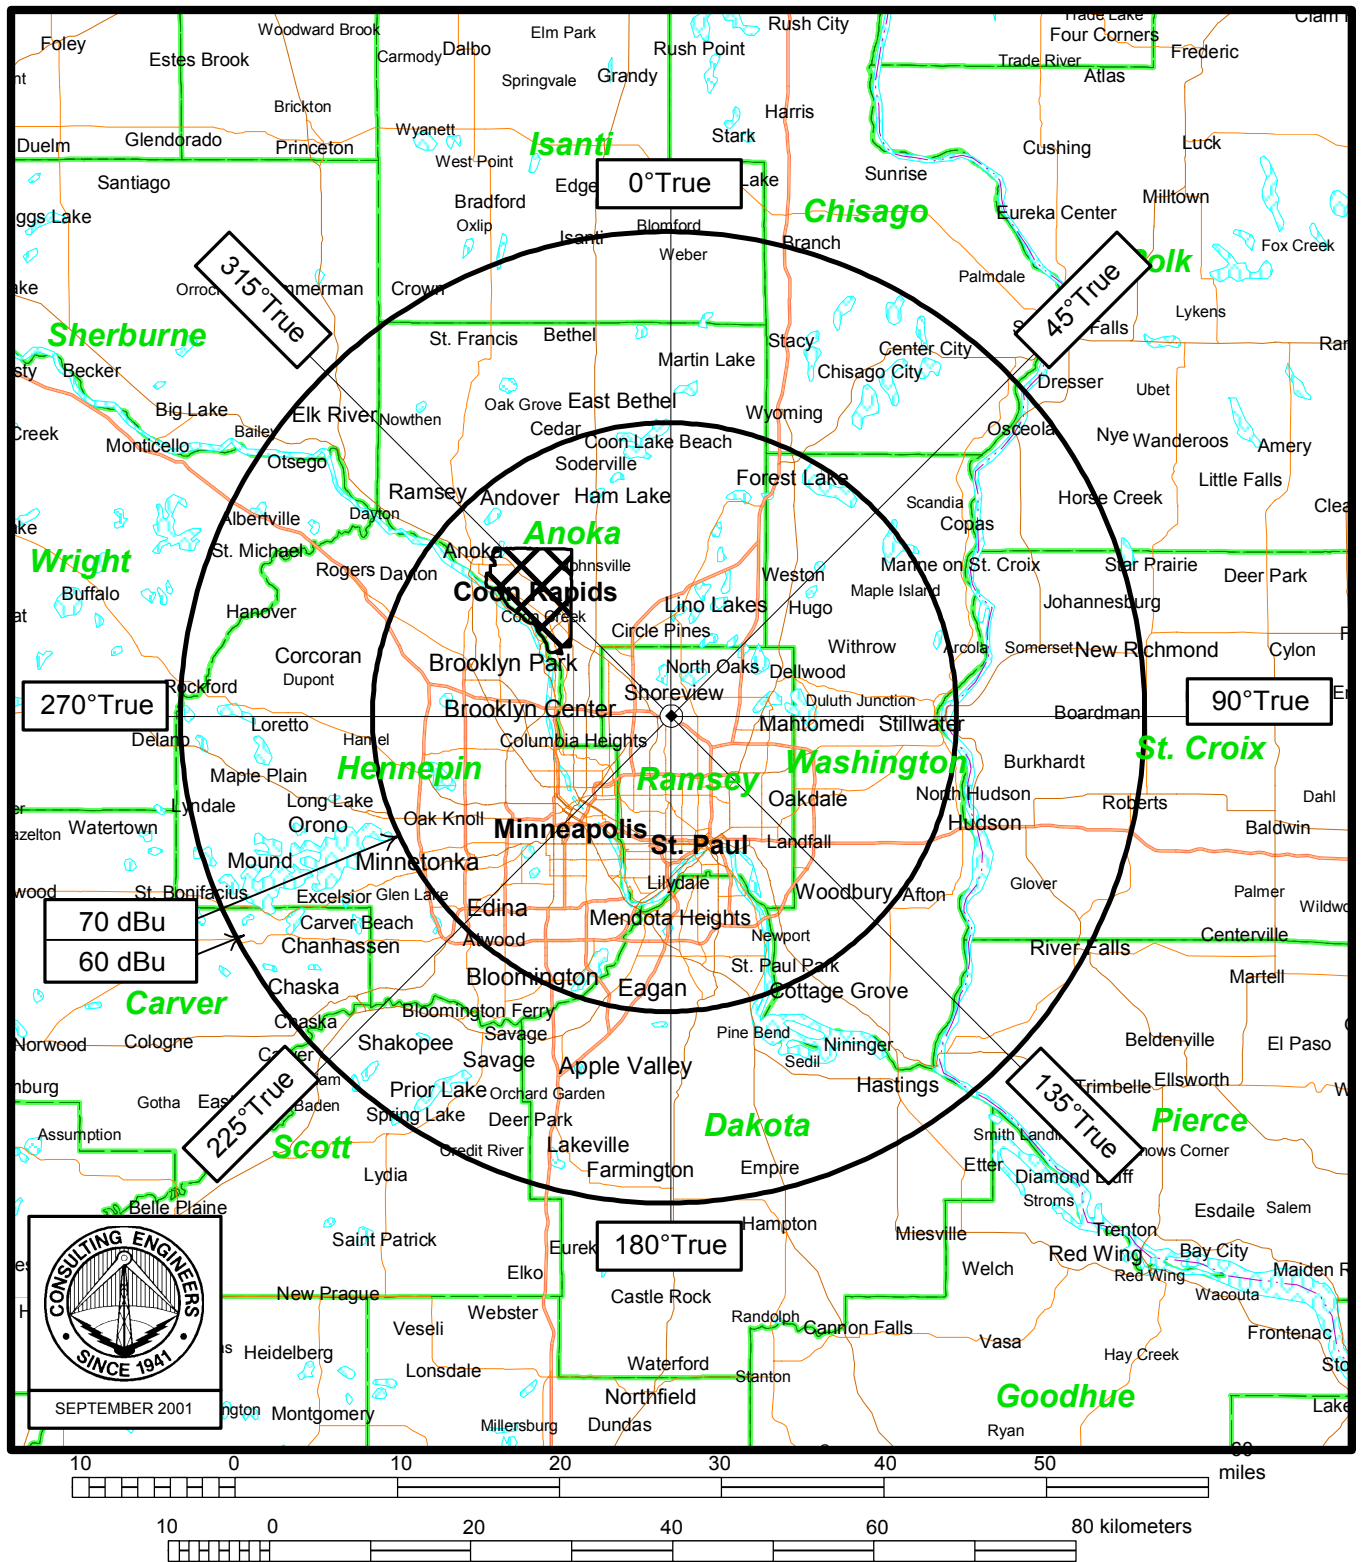 Foley
Woodward Brook
Estes Brook
Carmody
Dalbo
Elm Park
Springvale
Grandy
Rush Point
Rush City
Trade Lake
Four Corners
Trade River
Frederic
Atlas
Brickton
Wyanett
Harris
Stark
Duelm
Glendorado
Princeton
West Point
Isanti
Cushing
Luck
Santiago
Bradford
Oxlip
Edge
0°True
Lake
Sunrise
Chisago
Eureka Center
Milltown
ggs Lake
Isanti
Blomford
Weber
Branch
Fox Creek
Polk
315°True
Crown
Palmdale
45°True
Lykens
Falls
Sherburne
St. Francis
Bethel
Martin Lake
Stacy
Center City
Chisago City
Becker
Dresser
Ubet
Big Lake
Elk River
Nowthen
Oak Grove
East Bethel
Wyoming
Creek
Monticello
Bailey
Cedar
Coon Lake Beach
Osceola
Nye
Wanderoos
Amery
Otsego
Soderville
Forest Lake
Little Falls
Ramsey
Andover
Ham Lake
Scandia
Horse Creek
Albertville
Dayton
Copas
Anoka
Wright
St. Michael
Anoka
Johnsville
Rogers
Dayton
Weston
Marine on St. Croix
Star Prairie
Deer Park
Buffalo
Coon Rapids
Maple Island
Hanover
Coon Creek
Lino Lakes
Hugo
Johannesburg
Circle Pines
Corcoran
Dupont
Brooklyn Park
North Oaks
Withrow
Dellwood
Arcola
Somerset
New Richmond
Cylon
Rockford
270°True
Shoreview
90°True
Loretto
Brooklyn Center
Duluth Junction
Boardman
Delano
Hamel
Columbia Heights
Mahtomedi
Stillwater
St. Croix
Hennepin
Ramsey
Washington
Burkhardt
Maple Plain
Lyndale
Long Lake
Orono
Oak Knoll
Oakdale
North Hudson
Roberts
Dahl
Watertown
Minneapolis
St. Paul
Landfall
Hudson
Baldwin
Mound
Minnetonka
Lilydale
St. Bonifacius
Excelsior
Glen Lake
Woodbury
Afton
Glover
Palmer
70 dBu
60 dBu
Carver Beach
Edina
Mendota Heights
Newport
Centerville
Chanhassen
Atwood
River Falls
Bloomington
St. Paul Park
Martell
Carver
Chaska
Eagan
Cottage Grove
Chaska
Bloomington Ferry
Norwood
Cologne
Carver
Shakopee
Savage
Pine Bend
Nininger
Beldenville
El Paso
Savage
Apple Valley
Sedil
Hastings
Prior Lake
Orchard Garden
Trimbelle
Ellsworth
Gotha
Baden
225°True
Spring Lake
Deer Park
135°True
Assumption
Scott
Dakota
Pierce
Credit River
Lakeville
Farmington
Empire
Etter
Lydia
Diamond Bluff
Stroms
Belle Plaine
Esdaile
Salem
Saint Patrick
180°True
Hampton
Miesville
Trenton
Red Wing
Bay City
Elko
Welch
Red Wing
Wacouta
New Prague
Castle Rock
Webster
Randolph
Cannon Falls
Veseli
Vasa
Frontenac
Heidelberg
Waterford
Hay Creek
Lonsdale
Stanton
Northfield
Goodhue
Montgomery
Millersburg
Dundas
Ryan
CONSULTING ENGINEERS
SINCE 1941
SEPTEMBER 2001
10 0 10 20 30 40 50
miles
10 0 20 40 60 80 kilometers